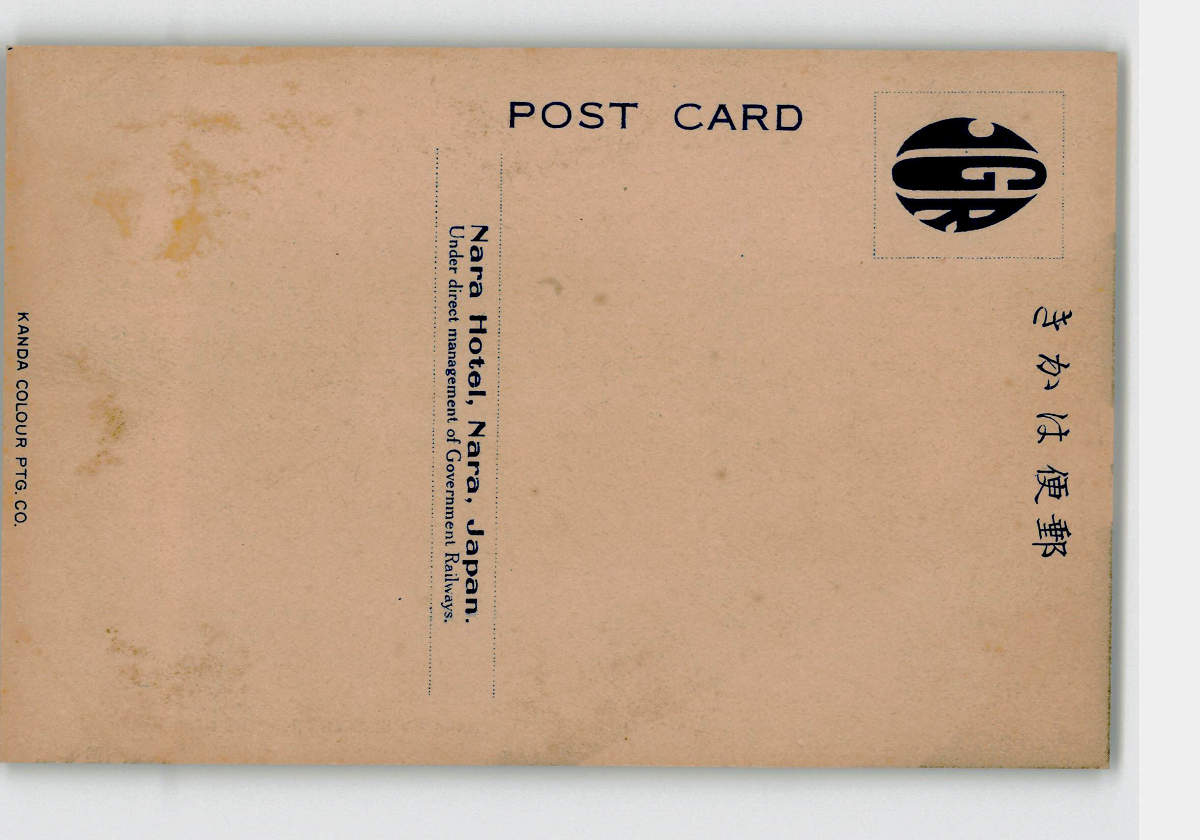 POST CARD
JGR
きかは便郵
Nara Hotel, Nara, Japan.
Under direct management of Government Railways.
KANDA COLOUR PTG. CO.